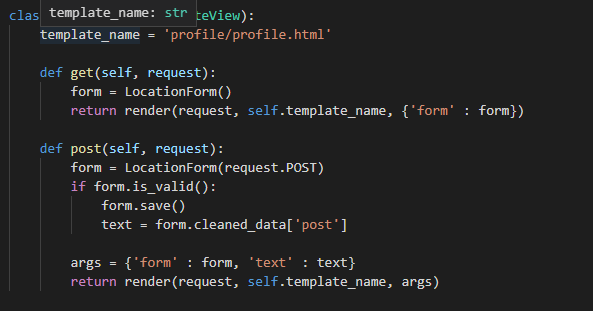 clas template_name: str teView):
    template_name = 'profile/profile.html'
    def get(self, request):
        form = LocationForm()
        return render(request, self.template_name, {'form' : form})
    def post(self, request):
        form = LocationForm(request.POST)
        if form.is_valid():
            form.save()
            text = form.cleaned_data['post']
        args = {'form' : form, 'text' : text}
        return render(request, self.template_name, args)